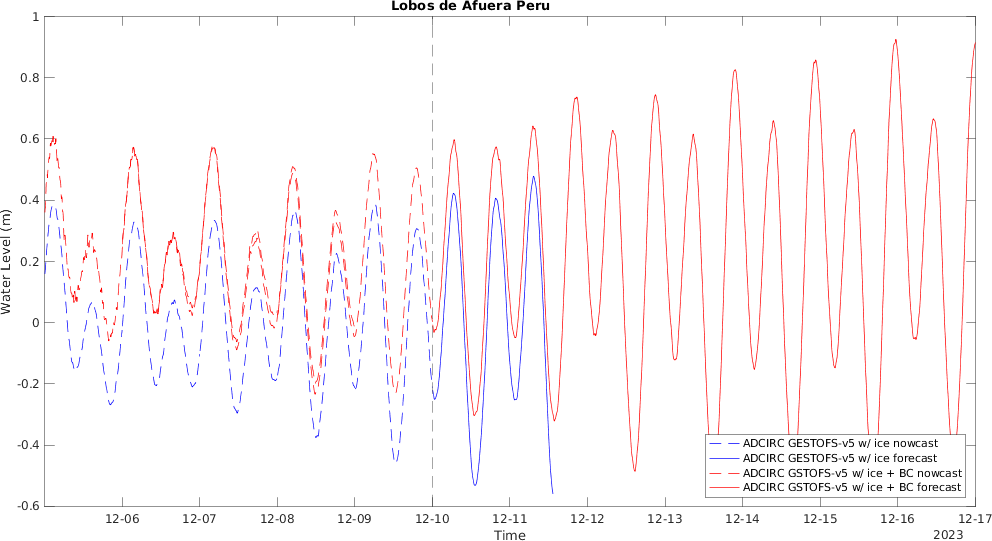 Lobos de Afuera Peru
1
0.8
0.6
0.4
0.2
0
-0.2
-0.4
-0.6
Water Level (m)
ADCIRC GESTOFS-v5 w/ ice nowcast
ADCIRC GESTOFS-v5 w/ ice forecast
ADCIRC GSTOFS-v5 w/ ice + BC nowcast
ADCIRC GSTOFS-v5 w/ ice + BC forecast
12-06 12-07 12-08 12-09 12-10 12-11 12-12 12-13 12-14 12-15 12-16 12-17
Time
2023